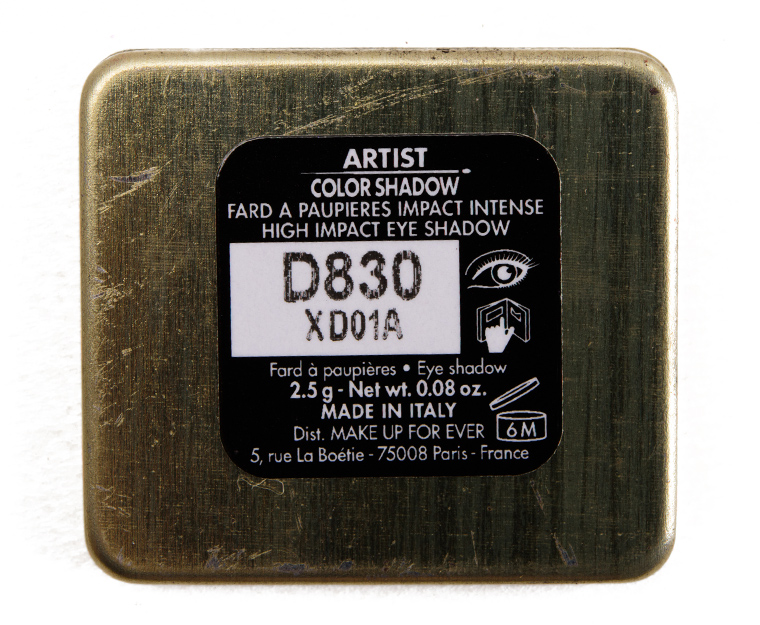 ARTIST
COLOR SHADOW
FARD A PAUPIERES IMPACT INTENSE
HIGH IMPACT EYE SHADOW
D830
XD01A
Fard à paupières • Eye shadow
2.5 g - Net wt. 0.08 oz.
MADE IN ITALY
Dist. MAKE UP FOR EVER
6M
5, rue La Boétie - 75008 Paris - France